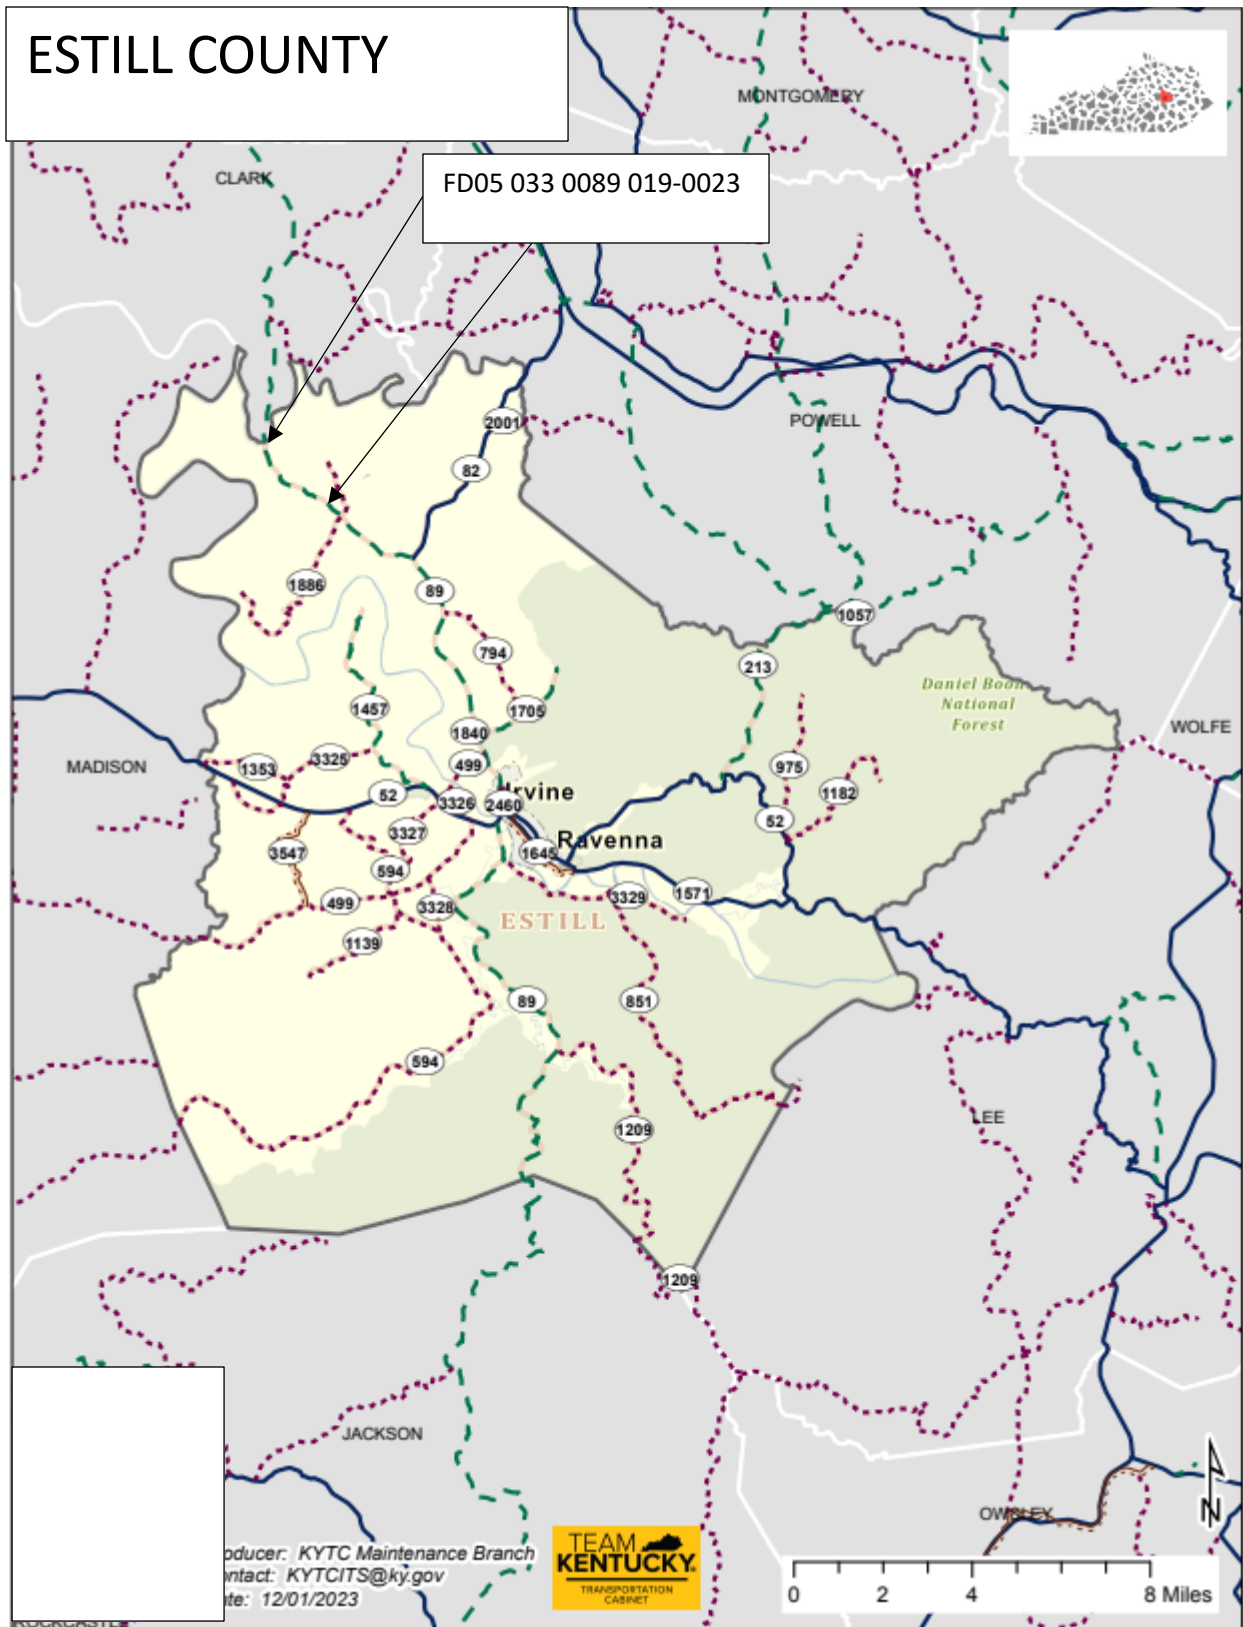 ESTILL COUNTY
MONTGOMERY
CLARK
FD05 033 0089 019-0023
2001
POWELL
82
1886
89
1057
794
213
Daniel Boon
National
Forest
1457
1705
WOLFE
1840
MADISON
1353
3325
499
975
52
3326
2460
Irvine
1182
3327
52
Ravenna
3547
1645
594
499
3328
3329
1571
ESTILL
1139
89
851
594
LEE
1209
1209
JACKSON
OWSLEY
N
oducer: KYTC Maintenance Branch
ontact: KYTCITS@ky.gov
te: 12/01/2023
TEAM
KENTUCKY
TRANSPORTATION
CABINET
0 2 4 8 Miles